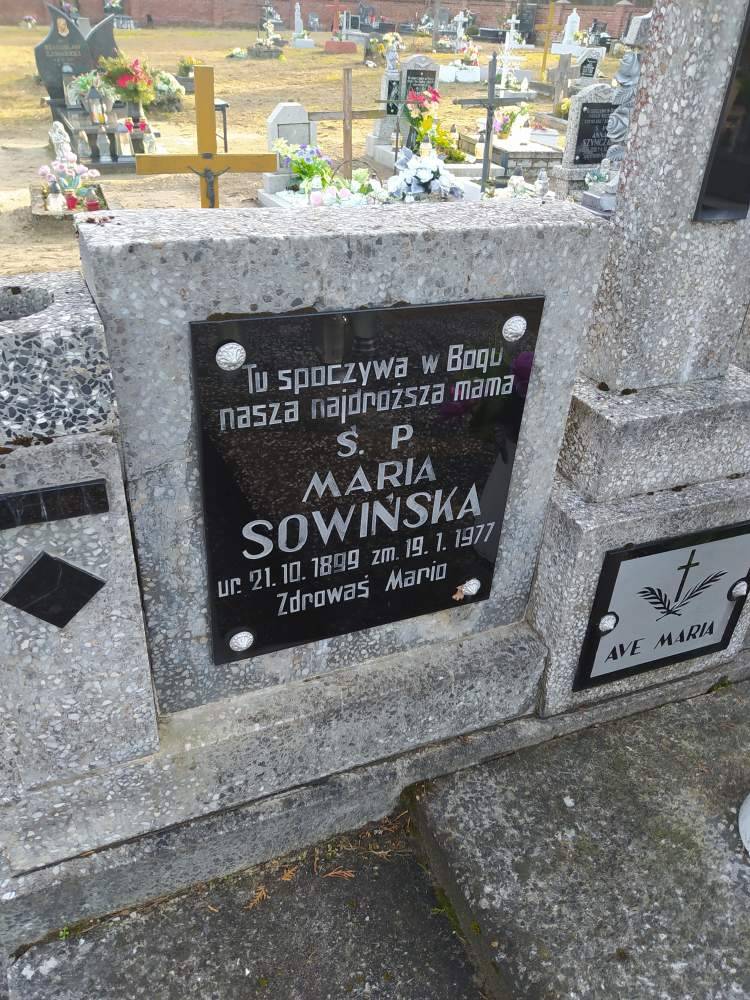 Tu spoczywa w Bogu
nasza najdroższa mama
Ś. P
MARIA
SOWIŃSKA
ur. 21. 10. 1899 zm. 19. 1. 1977
Zdrowaś Mario
AVE MARIA